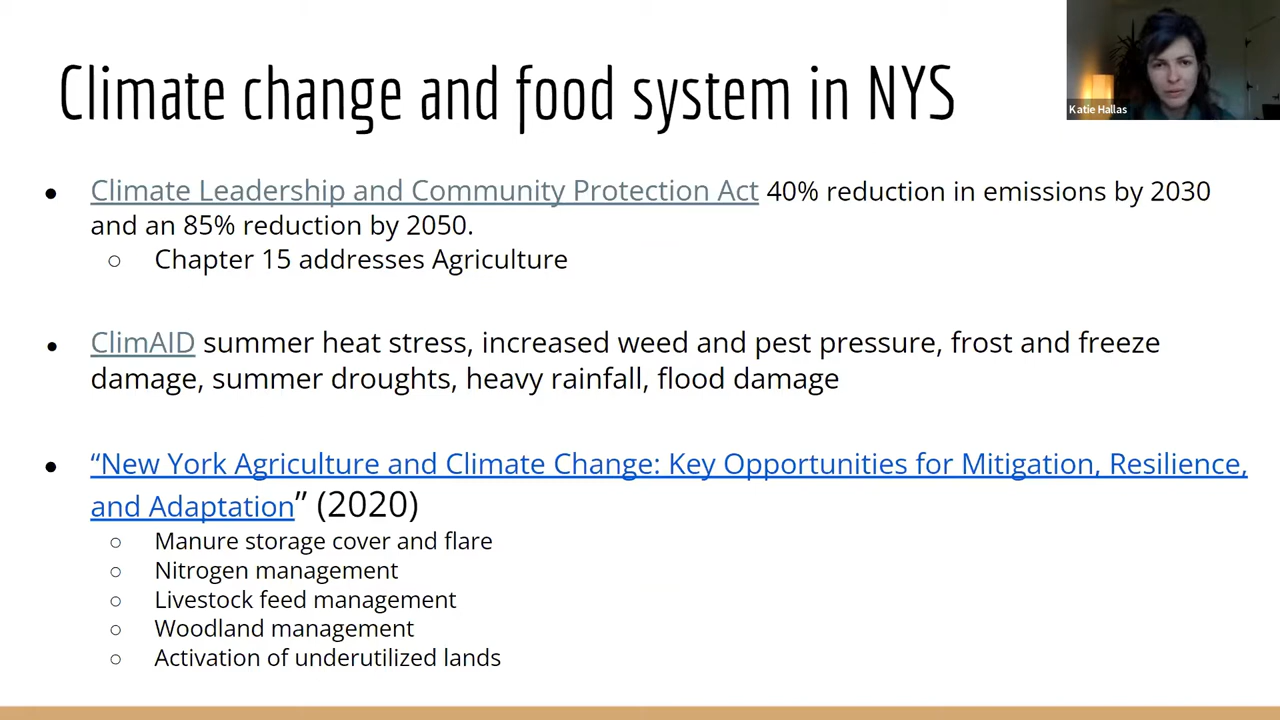 Climate change and food system in NYS
Katie Hallas
● Climate Leadership and Community Protection Act 40% reduction in emissions by 2030
and an 85% reduction by 2050.
○ Chapter 15 addresses Agriculture
● ClimAID summer heat stress, increased weed and pest pressure, frost and freeze
damage, summer droughts, heavy rainfall, flood damage
● “New York Agriculture and Climate Change: Key Opportunities for Mitigation, Resilience,
and Adaptation” (2020)
○ Manure storage cover and flare
○ Nitrogen management
○ Livestock feed management
○ Woodland management
○ Activation of underutilized lands